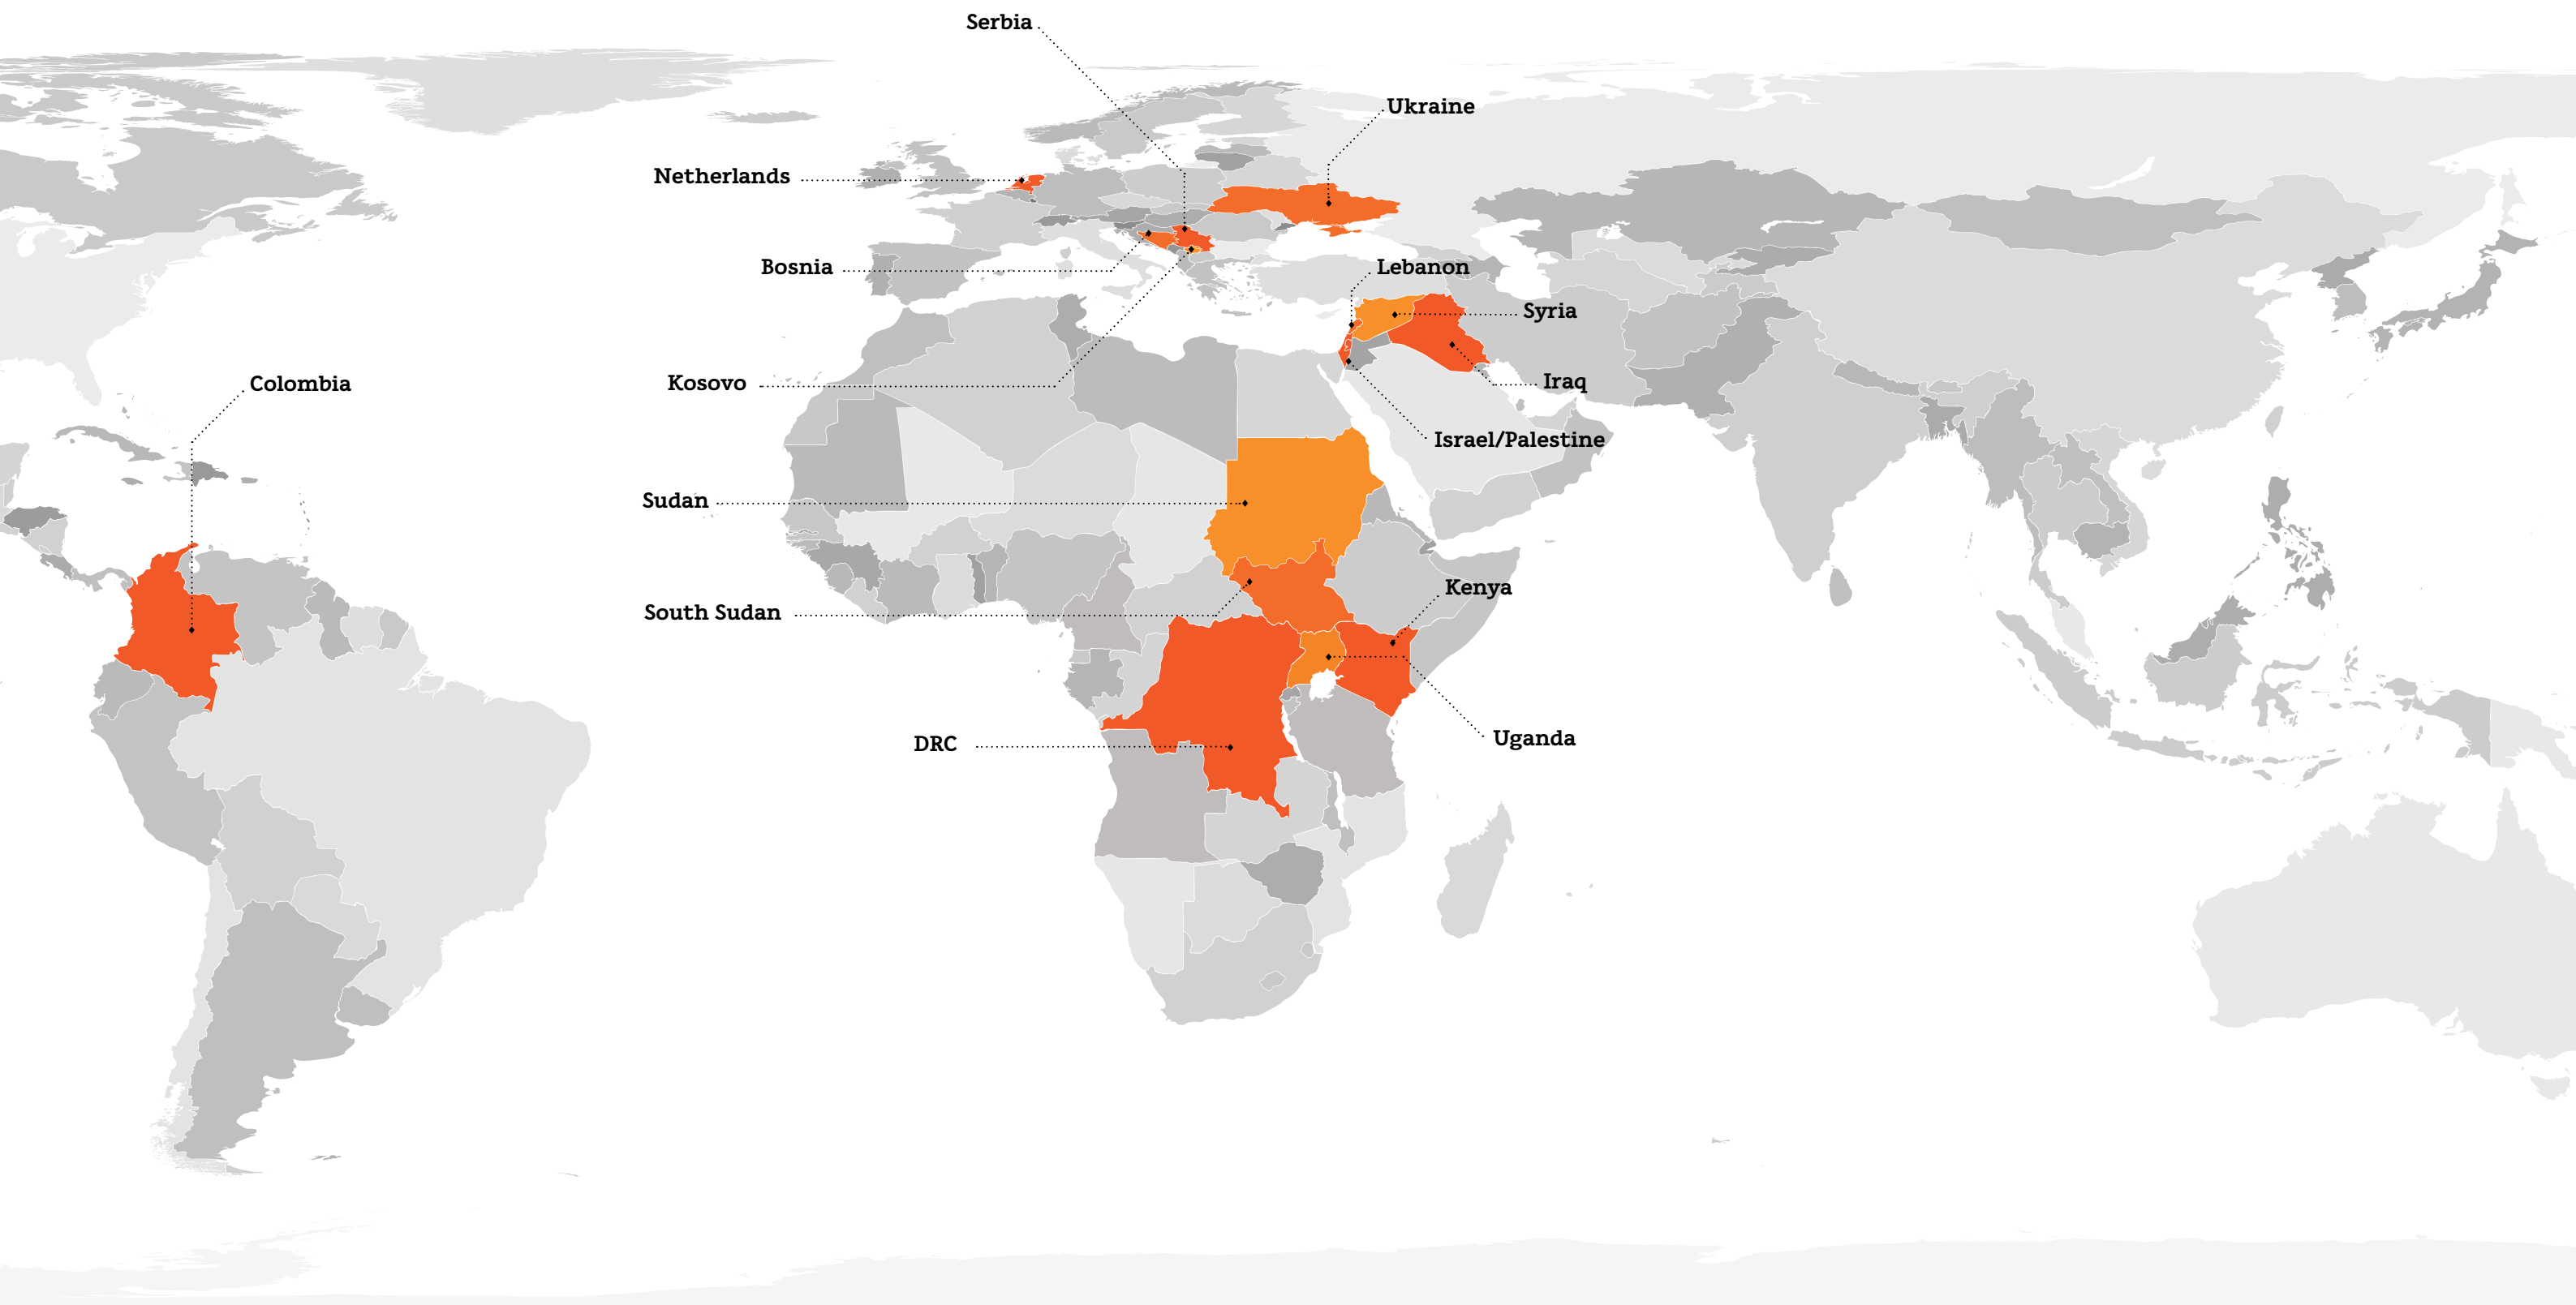 Serbia
Ukraine
Netherlands
Bosnia
Lebanon
Syria
Kosovo
Colombia
Iraq
Israel/Palestine
Sudan
Kenya
South Sudan
Uganda
DRC